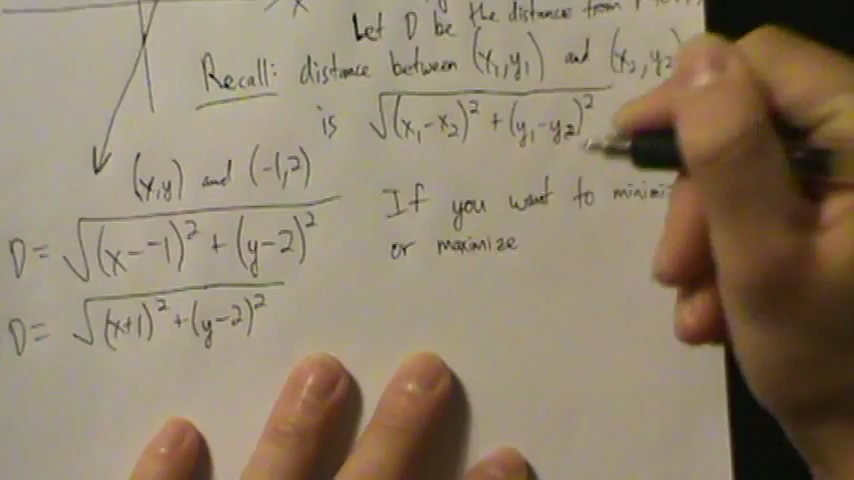 x
Let D be the distance from
Recall: distance between (x₁,y₁) and (x₂,y₂)
is √(x₁-x₂)² + (y₁-y₂)²
(x,y) and (-1,2)
D = √(x--1)² + (y-2)²
D = √(x+1)² + (y-2)²
If you want to
or maximize